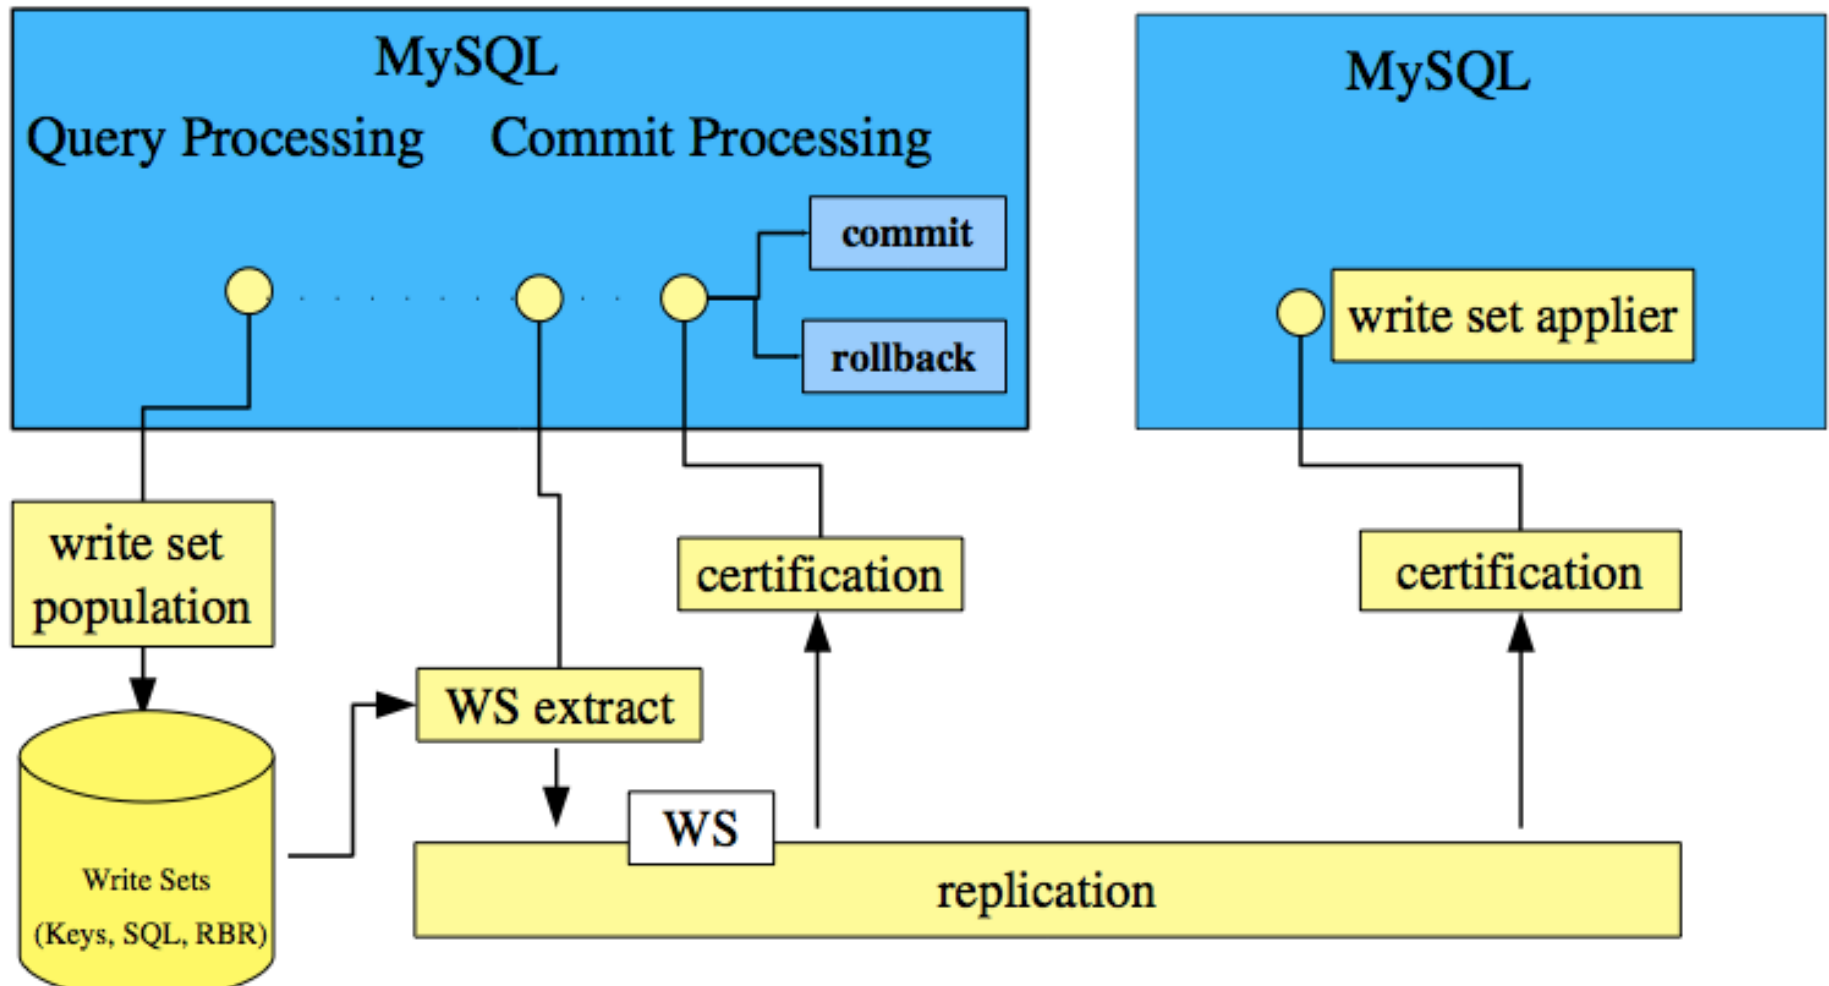 MySQL
Query Processing
Commit Processing
commit
rollback
MySQL
write set applier
write set
population
certification
certification
WS extract
WS
replication
Write Sets
(Keys, SQL, RBR)